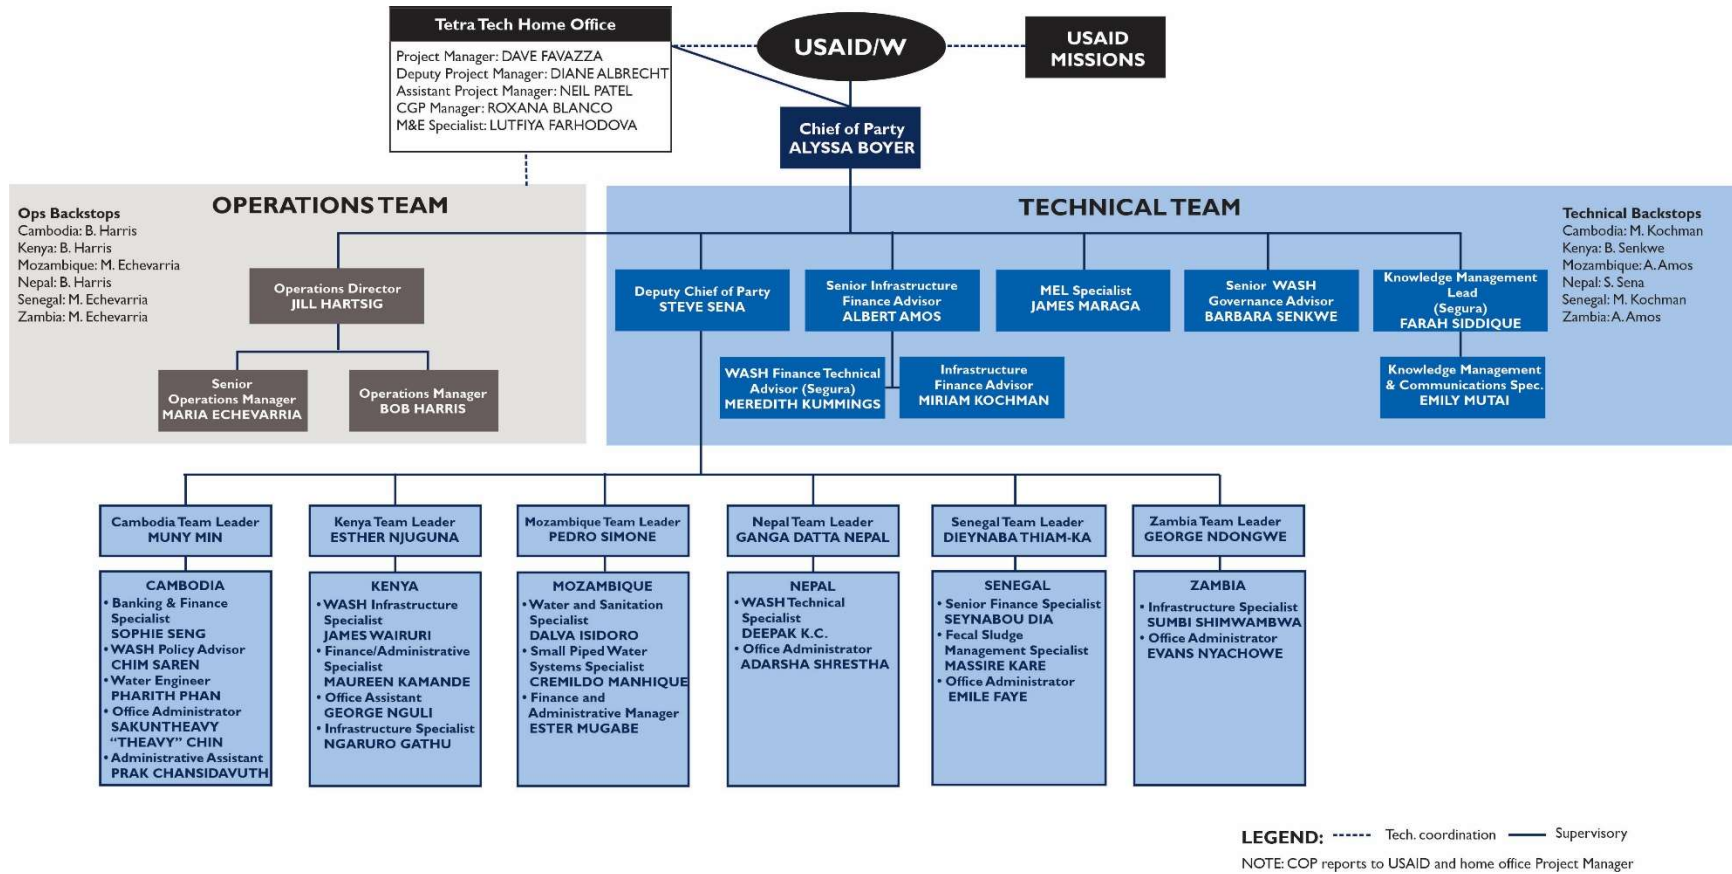 Tetra Tech Home Office
Project Manager: DAVE FAVAZZA
Deputy Project Manager: DIANE ALBRECHT
Assistant Project Manager: NEIL PATEL
CGP Manager: ROXANA BLANCO
M&E Specialist: LUTFIYA FARHODOVA
USAID/W
USAID
MISSIONS
Chief of Party
ALYSSA BOYER
OPERATIONS TEAM
Ops Backstops
Cambodia: B. Harris
Kenya: B. Harris
Mozambique: M. Echevarria
Nepal: B. Harris
Senegal: M. Echevarria
Zambia: M. Echevarria
Operations Director
JILL HARTSIG
Senior
Operations Manager
MARIA ECHEVARRIA
Operations Manager
BOB HARRIS
TECHNICAL TEAM
Technical Backstops
Cambodia: M. Kochman
Kenya: B. Senkwe
Mozambique: A. Amos
Nepal: S. Sena
Senegal: M. Kochman
Zambia: A. Amos
Deputy Chief of Party
STEVE SENA
Senior Infrastructure
Finance Advisor
ALBERT AMOS
MEL Specialist
JAMES MARAGA
Senior WASH
Governance Advisor
BARBARA SENKWE
Knowledge Management
Lead
(Segura)
FARAH SIDDIQUE
WASH Finance Technical
Advisor (Segura)
MEREDITH KUMMINGS
Infrastructure
Finance Advisor
MIRIAM KOCHMAN
Knowledge Management
& Communications Spec.
EMILY MUTAI
Cambodia Team Leader
MUNY MIN
Kenya Team Leader
ESTHER NJUGUNA
Mozambique Team Leader
PEDRO SIMONE
Nepal Team Leader
GANGA DATTA NEPAL
Senegal Team Leader
DIEYNABA THIAM-KA
Zambia Team Leader
GEORGE NDONGWE
CAMBODIA
• Banking & Finance
Specialist
SOPHIE SENG
• WASH Policy Advisor
CHIM SAREN
• Water Engineer
PHARITH PHAN
• Office Administrator
SAKUNTHEAVY
“THEAVY” CHIN
• Administrative Assistant
PRAK CHANSIDAVUTH
KENYA
• WASH Infrastructure
Specialist
JAMES WAIRURI
• Finance/Administrative
Specialist
MAUREEN KAMANDE
• Office Assistant
GEORGE NGULI
• Infrastructure Specialist
NGARURO GATHU
MOZAMBIQUE
• Water and Sanitation
Specialist
DALVA ISIDORO
• Small Piped Water
Systems Specialist
CREMILDO MANHIQUE
• Finance and
Administrative Manager
ESTER MUGABE
NEPAL
• WASH Technical
Specialist
DEEPAK K.C.
• Office Administrator
ADARSHA SHRESTHA
SENEGAL
• Senior Finance Specialist
SEYNABOU DIA
• Fecal Sludge
Management Specialist
MASSIRE KARE
• Office Administrator
EMILE FAYE
ZAMBIA
• Infrastructure Specialist
SUMBI SHIMWAMBWA
• Office Administrator
EVANS NYACHOWE
LEGEND: Tech. coordination Supervisory
NOTE: COP reports to USAID and home office Project Manager